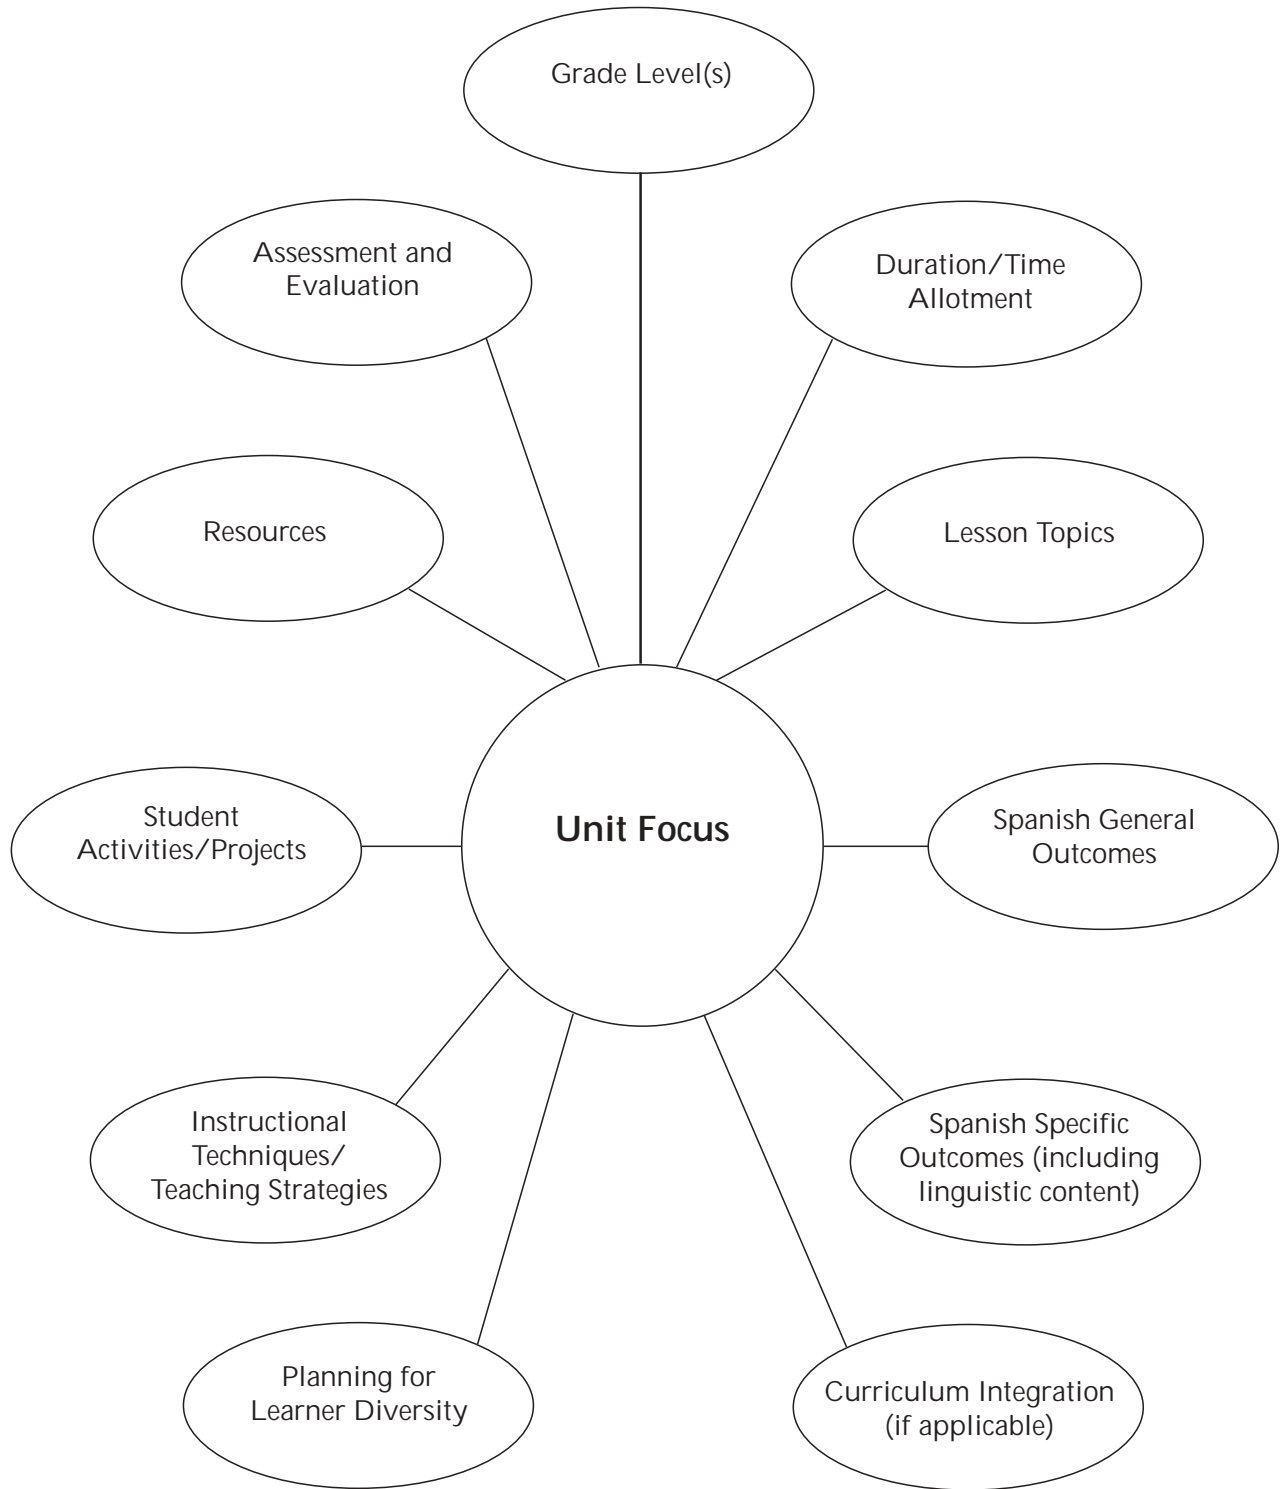 Grade Level(s)
Assessment and
Evaluation
Duration/Time
Allotment
Resources
Lesson Topics
Student
Activities/Projects
Unit Focus
Spanish General
Outcomes
Instructional
Techniques/
Teaching Strategies
Spanish Specific
Outcomes (including
linguistic content)
Planning for
Learner Diversity
Curriculum Integration
(if applicable)